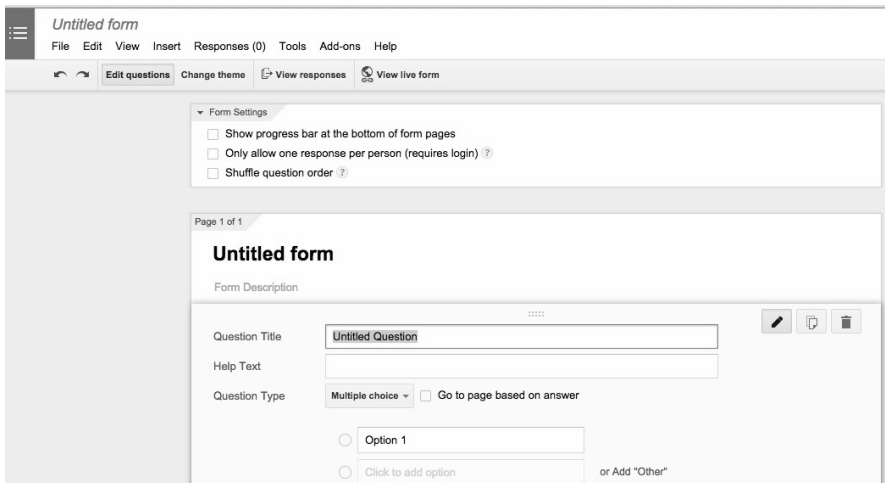 Untitled form
File Edit View Insert Responses (0) Tools Add-ons Help
Edit questions Change theme View responses View live form
Form Settings
Show progress bar at the bottom of form pages
Only allow one response per person (requires login) ?
Shuffle question order ?
Page 1 of 1
Untitled form
Form Description
Question Title Untitled Question
Help Text
Question Type Multiple choice Go to page based on answer
Option 1
Click to add option or Add "Other"